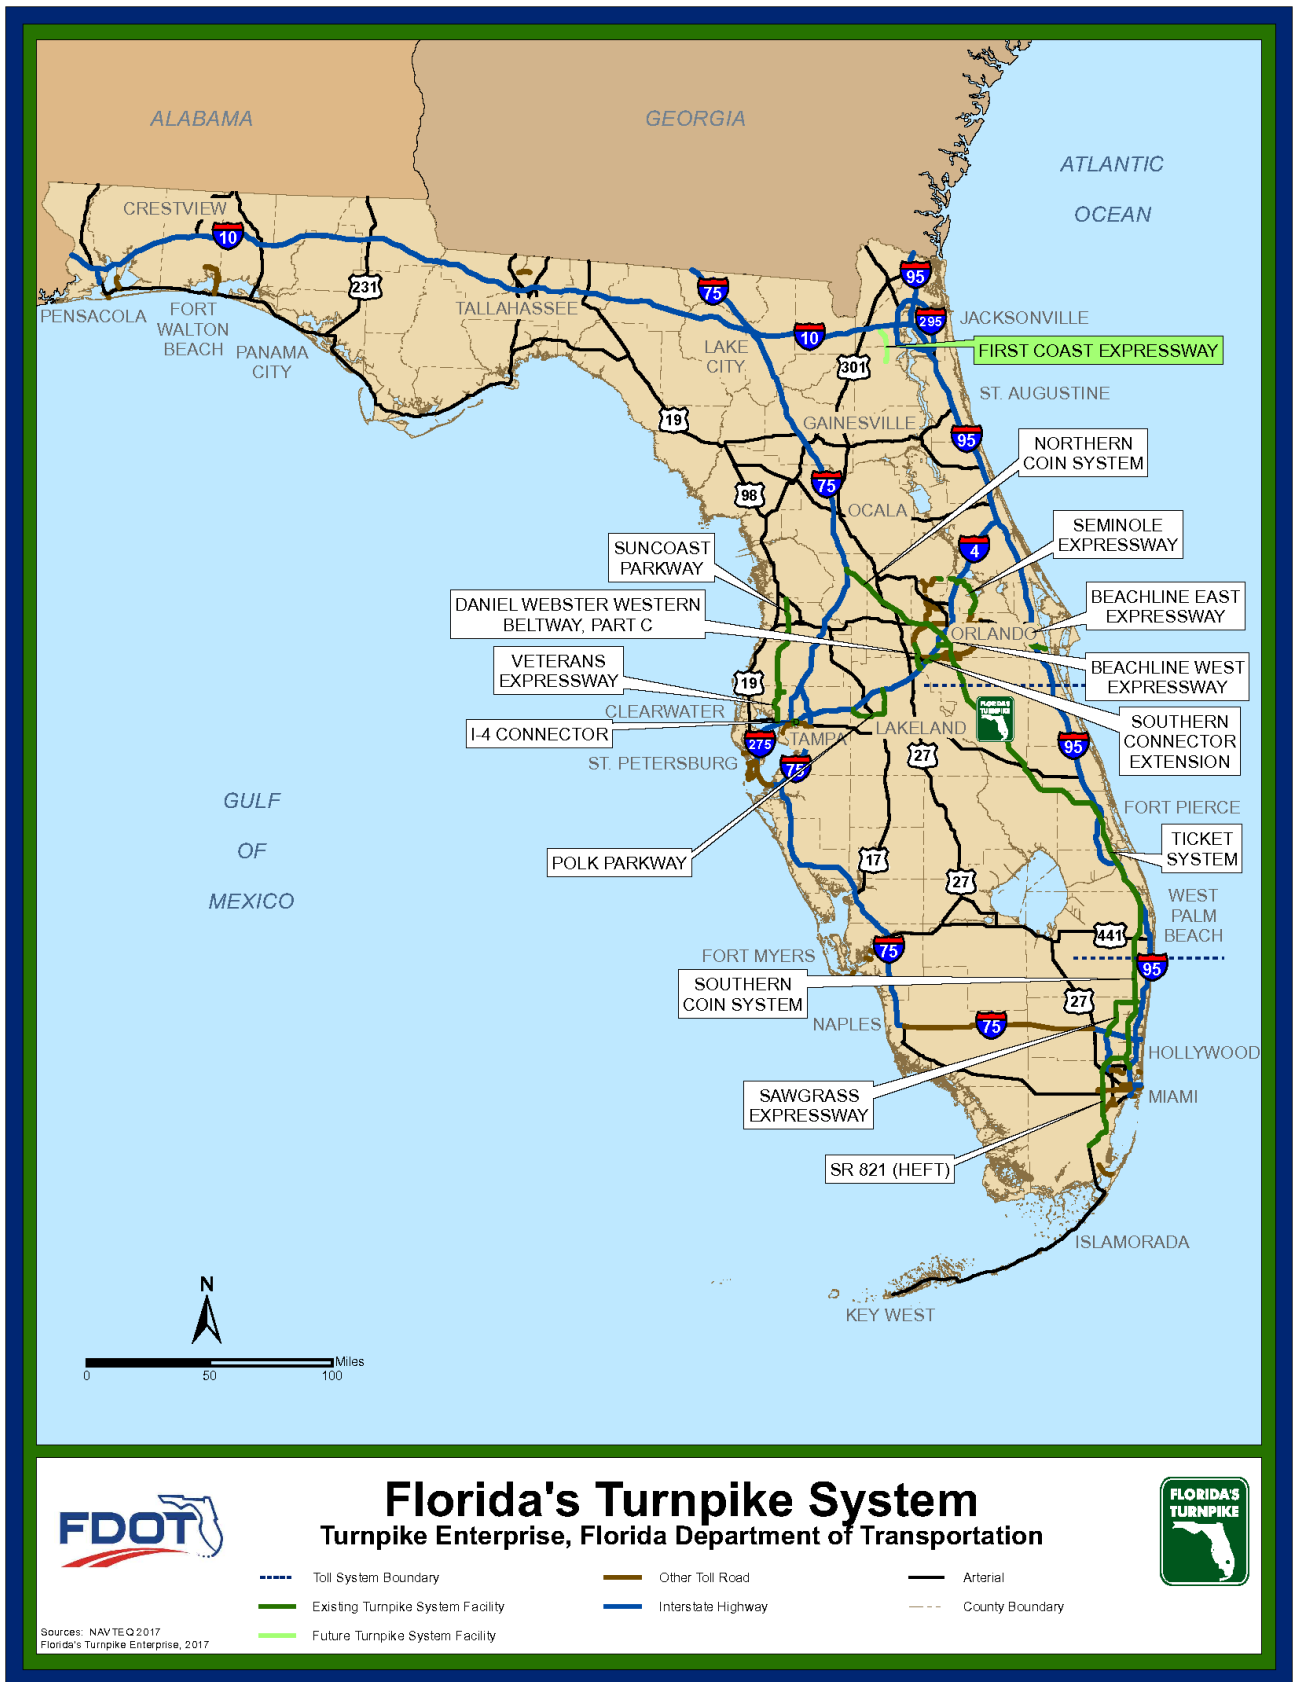 ALABAMA
GEORGIA
ATLANTIC
OCEAN
CRESTVIEW
10
231
PENSACOLA
FORT
WALTON
BEACH
PANAMA
CITY
TALLAHASSEE
75
95
295
JACKSONVILLE
10
LAKE
CITY
FIRST COAST EXPRESSWAY
301
ST. AUGUSTINE
19
GAINESVILLE
95
NORTHERN
COIN SYSTEM
75
98
OCALA
SEMINOLE
EXPRESSWAY
4
SUNCOAST
PARKWAY
DANIEL WEBSTER WESTERN
BELTWAY, PART C
BEACHLINE EAST
EXPRESSWAY
ORLANDO
VETERANS
EXPRESSWAY
BEACHLINE WEST
EXPRESSWAY
19
CLEARWATER
FLORIDA'S
TURNPIKE
I-4 CONNECTOR
LAKELAND
TAMPA
275
95
SOUTHERN
CONNECTOR
EXTENSION
27
ST. PETERSBURG
75
GULF
OF
MEXICO
FORT PIERCE
TICKET
SYSTEM
POLK PARKWAY
17
27
WEST
PALM
BEACH
441
FORT MYERS
75
95
SOUTHERN
COIN SYSTEM
27
NAPLES
75
HOLLYWOOD
SAWGRASS
EXPRESSWAY
MIAMI
SR 821 (HEFT)
ISLAMORADA
KEY WEST
N
Miles
0 50 100
FDOT
Florida's Turnpike System
Turnpike Enterprise, Florida Department of Transportation
FLORIDA'S
TURNPIKE
Toll System Boundary
Other Toll Road
Arterial
Existing Turnpike System Facility
Interstate Highway
County Boundary
Future Turnpike System Facility
Sources: NAVTEQ 2017
Florida's Turnpike Enterprise, 2017